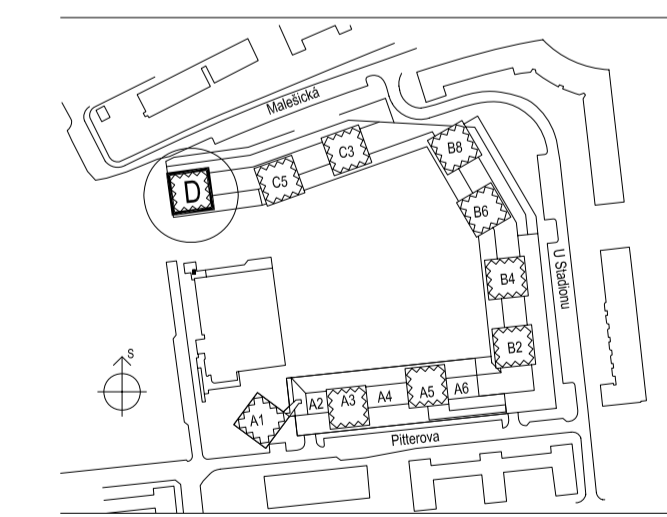 Malešická
C3
B8
C5
D
B6
U Stadionu
B4
S
B2
A5
A6
A4
A3
A2
A1
Pitterova